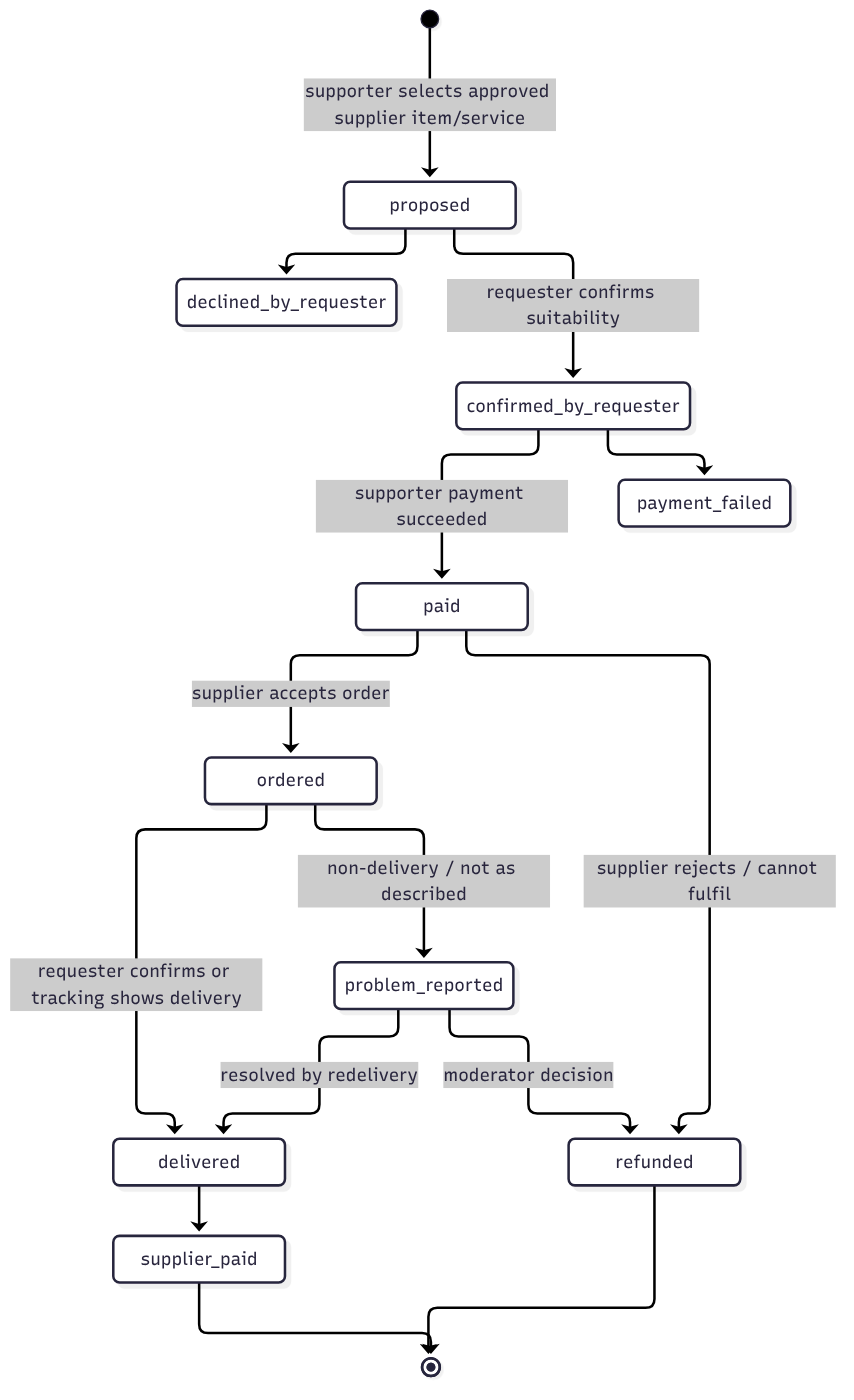 supporter selects approved
supplier item/service
proposed
declined_by_requester
requester confirms
suitability
confirmed_by_requester
supporter payment
succeeded
payment_failed
paid
supplier accepts order
ordered
non-delivery / not as
described
supplier rejects / cannot
fulfil
requester confirms or
tracking shows delivery
problem_reported
resolved by redelivery
moderator decision
delivered
refunded
supplier_paid